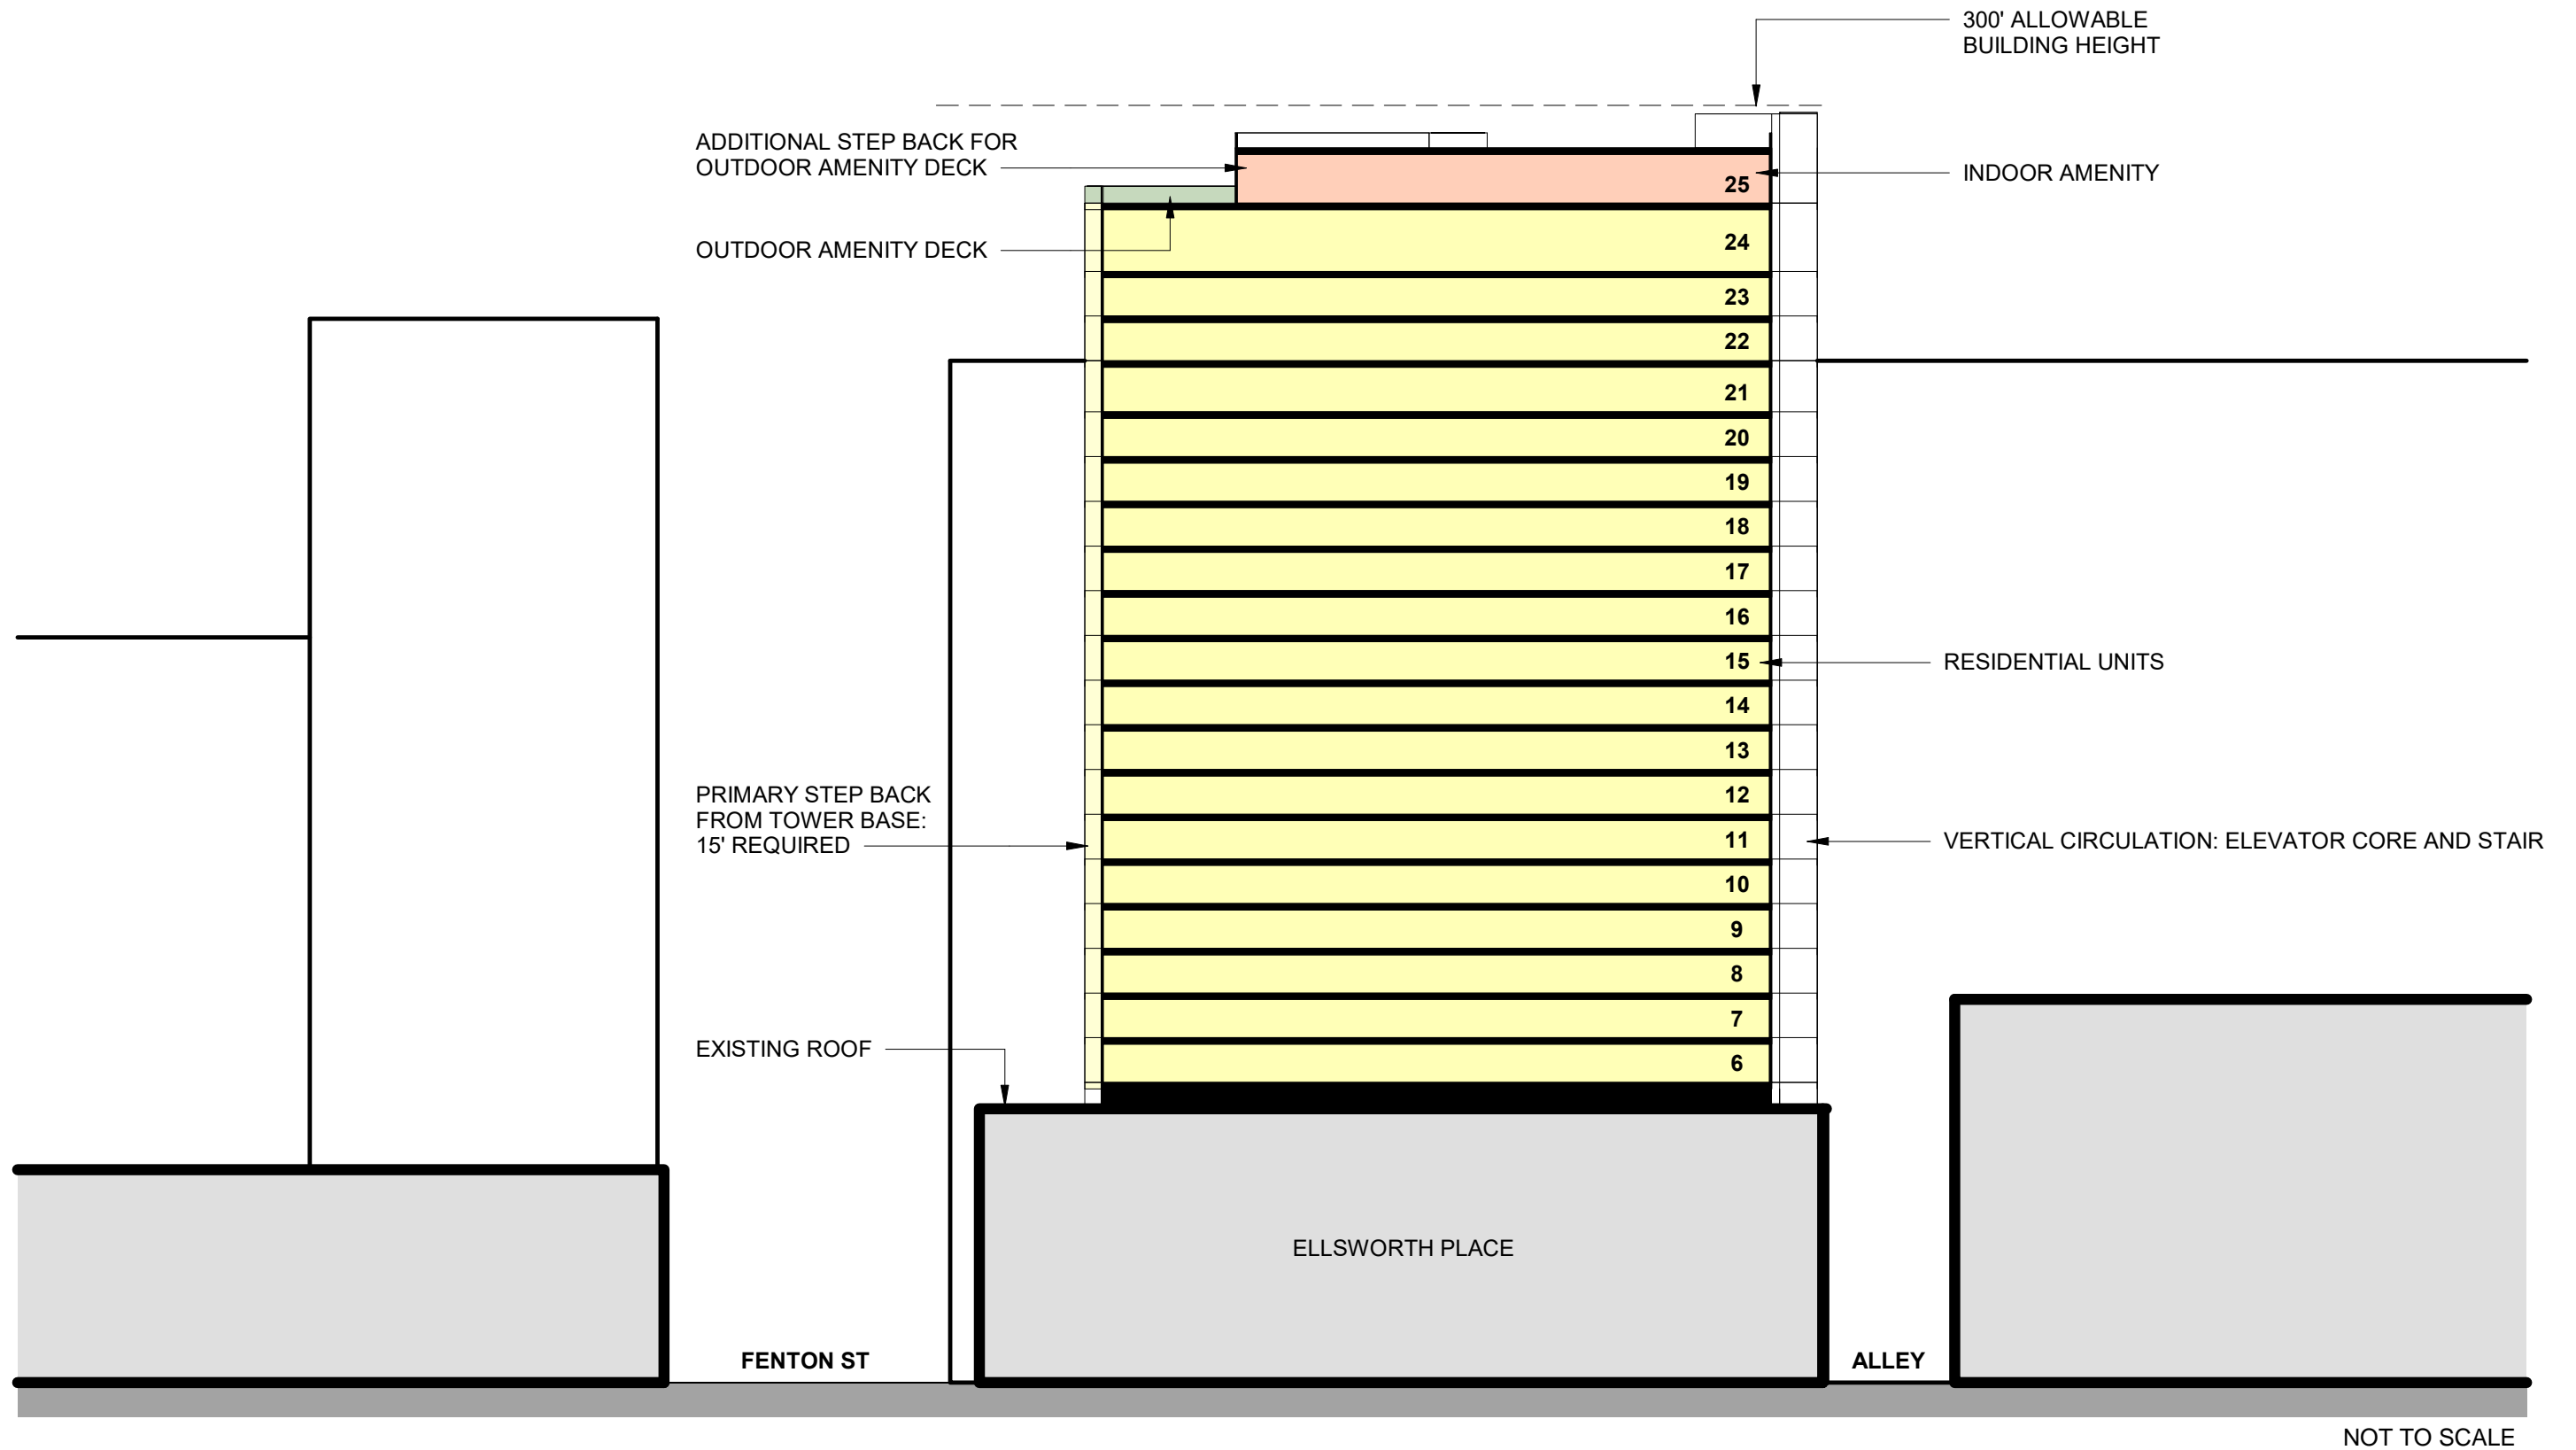 300' ALLOWABLE
BUILDING HEIGHT
ADDITIONAL STEP BACK FOR
OUTDOOR AMENITY DECK
INDOOR AMENITY
25
OUTDOOR AMENITY DECK
24
23
22
21
20
19
18
17
16
15
RESIDENTIAL UNITS
14
13
PRIMARY STEP BACK
FROM TOWER BASE:
15' REQUIRED
12
11
VERTICAL CIRCULATION: ELEVATOR CORE AND STAIR
10
9
8
7
EXISTING ROOF
6
ELLSWORTH PLACE
FENTON ST
ALLEY
NOT TO SCALE